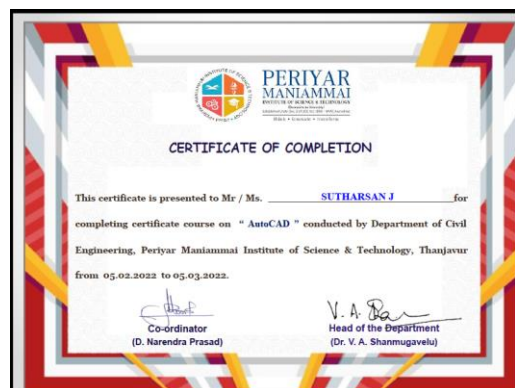 PERIYAR
MANIAMMAI
INSTITUTE OF SCIENCE & TECHNOLOGY
CERTIFICATE OF COMPLETION
This certificate is presented to Mr / Ms. SUTHARSAN J for
completing certificate course on “ AutoCAD ” conducted by Department of Civil
Engineering, Periyar Maniammai Institute of Science & Technology, Thanjavur
from 05.02.2022 to 05.03.2022.
V. A.
Co-ordinator
Head of the Department
(D. Narendra Prasad)
(Dr. V. A. Shanmugavelu)